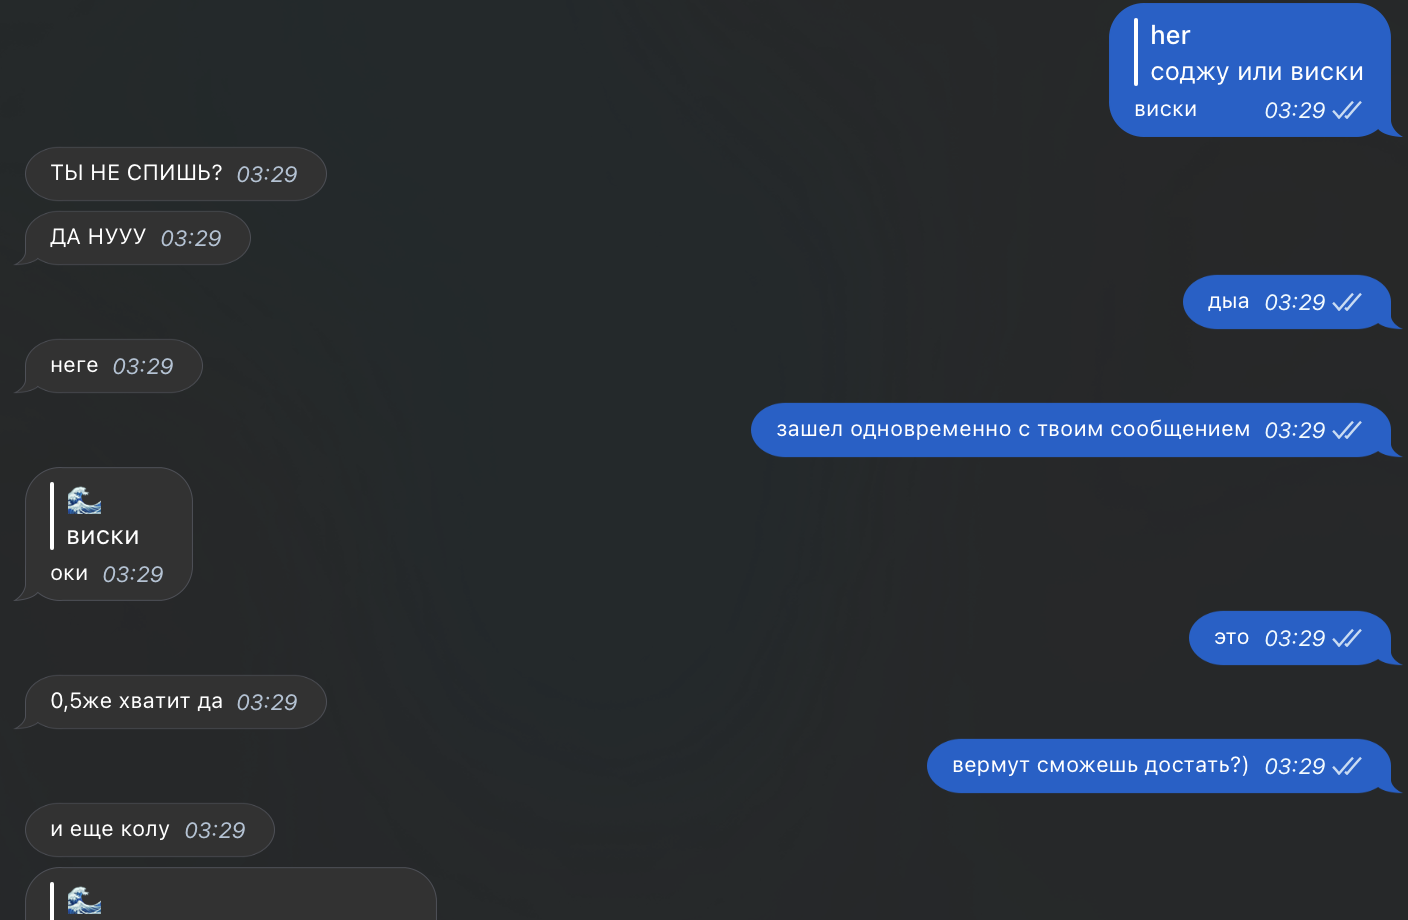 her
соджу или виски
виски 03:29
ТЫ НЕ СПИШЬ? 03:29
ДА НУУУ 03:29
дыа 03:29
неге 03:29
зашел одновременно с твоим сообщением 03:29
🌊
виски
оки 03:29
это 03:29
0,5же хватит да 03:29
вермут сможешь достать?) 03:29
и еще колу 03:29
🌊